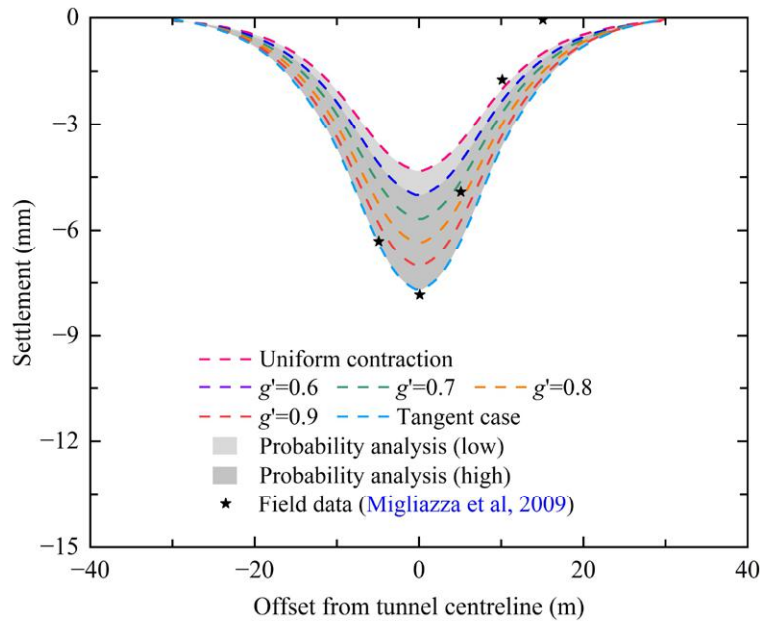 0
−3
−6
−9
−12
−15
Settlement (mm)
Uniform contraction
g'=0.6 g'=0.7 g'=0.8
g'=0.9 Tangent case
Probability analysis (low)
Probability analysis (high)
Field data (Migliazza et al, 2009)
−40 −20 0 20 40
Offset from tunnel centreline (m)